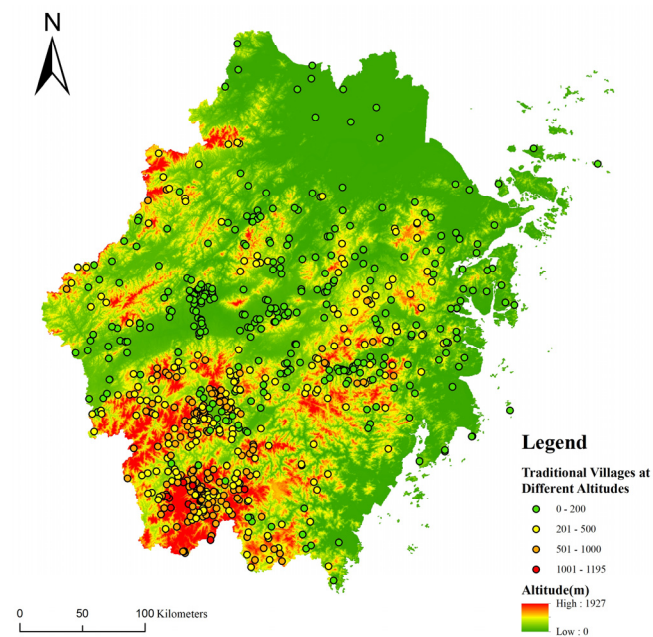 N
Legend
Traditional Villages at
Different Altitudes
0 - 200
201 - 500
501 - 1000
1001 - 1195
Altitude(m)
High : 1927
Low : 0
0 50 100 Kilometers